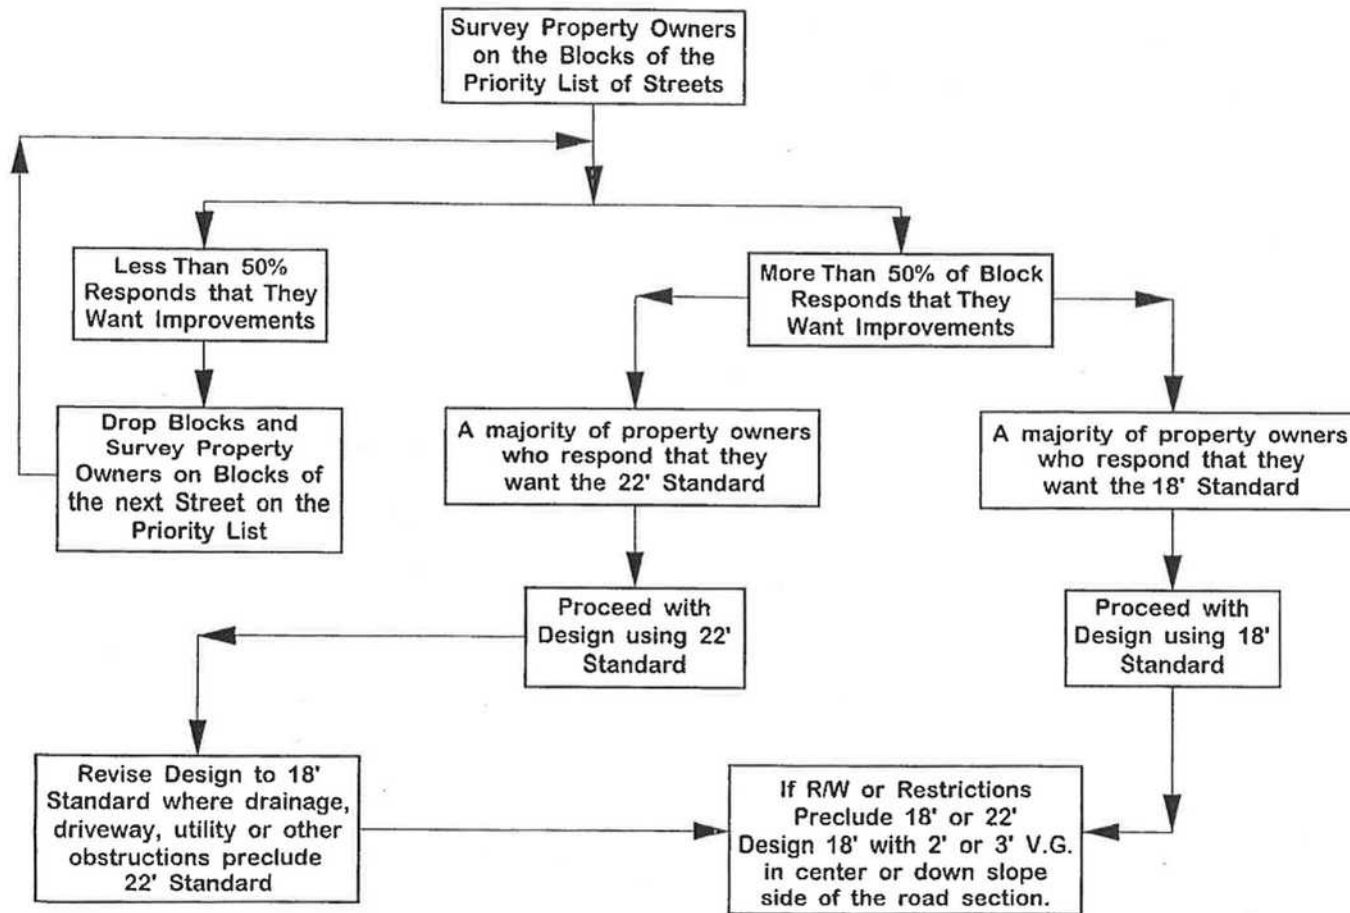 Survey Property Owners
on the Blocks of the
Priority List of Streets
Less Than 50%
Responds that They
Want Improvements
More Than 50% of Block
Responds that They
Want Improvements
Drop Blocks and
Survey Property
Owners on Blocks of
the next Street on the
Priority List
A majority of property owners
who respond that they
want the 22' Standard
A majority of property owners
who respond that they
want the 18' Standard
Proceed with
Design using 22'
Standard
Proceed with
Design using 18'
Standard
Revise Design to 18'
Standard where drainage,
driveway, utility or other
obstructions preclude
22' Standard
If R/W or Restrictions
Preclude 18' or 22'
Design 18' with 2' or 3' V.G.
in center or down slope
side of the road section.